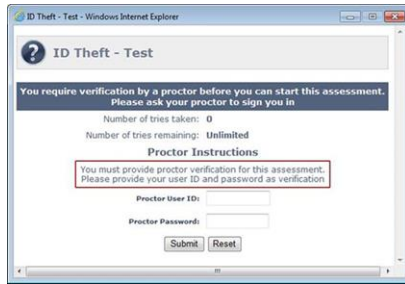 ID Theft - Test - Windows Internet Explorer
ID Theft - Test
You require verification by a proctor before you can start this assessment.
Please ask your proctor to sign you in
Number of tries taken: 0
Number of tries remaining: Unlimited
Proctor Instructions
You must provide proctor verification for this assessment.
Please provide your user ID and password as verification
Proctor User ID:
Proctor Password:
Submit Reset